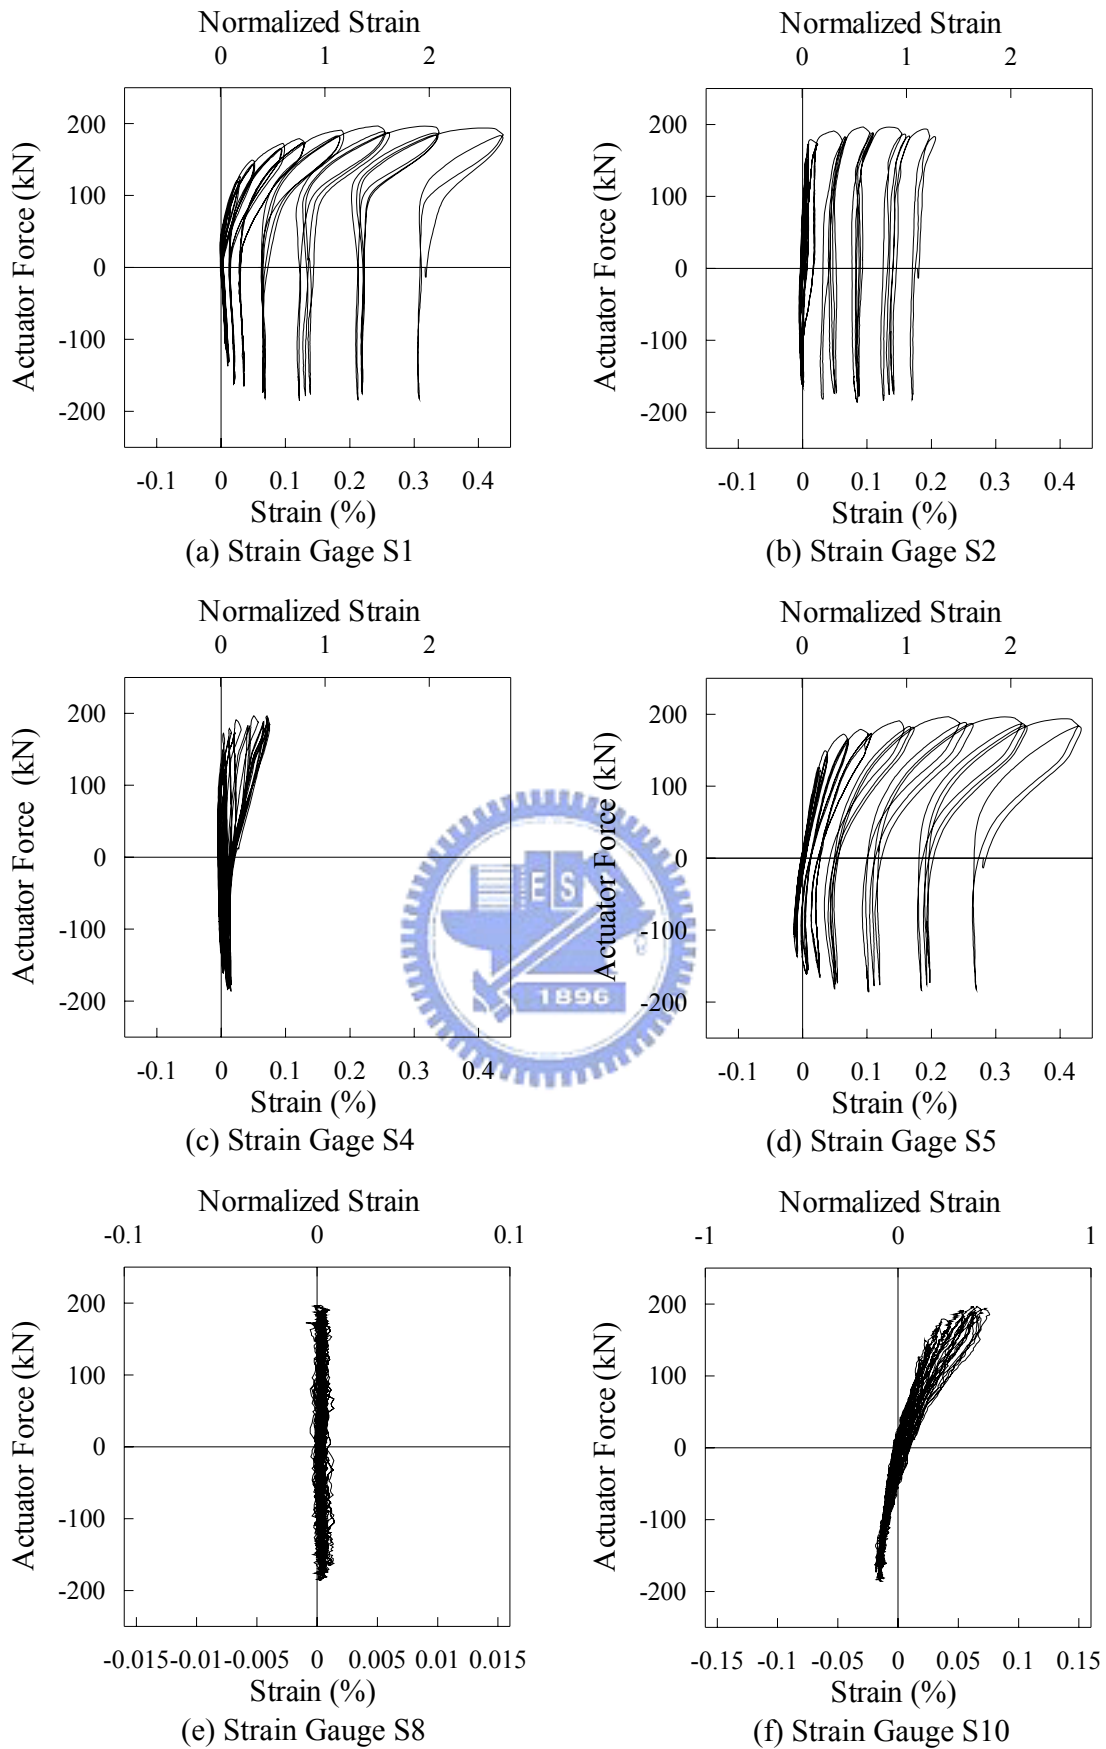 Normalized Strain
0 1 2
Actuator Force (kN)
200
100
0
-100
-200
-0.1 0 0.1 0.2 0.3 0.4
Strain (%)
(a) Strain Gage S1
Normalized Strain
0 1 2
Actuator Force (kN)
200
100
0
-100
-200
-0.1 0 0.1 0.2 0.3 0.4
Strain (%)
(b) Strain Gage S2
Normalized Strain
0 1 2
Actuator Force (kN)
200
100
0
-100
-200
-0.1 0 0.1 0.2 0.3 0.4
Strain (%)
(c) Strain Gage S4
Normalized Strain
0 1 2
Actuator Force (kN)
200
100
0
-100
-200
-0.1 0 0.1 0.2 0.3 0.4
Strain (%)
(d) Strain Gage S5
E S
1896
Normalized Strain
-0.1 0 0.1
Actuator Force (kN)
200
100
0
-100
-200
-0.015 -0.01 -0.005 0 0.005 0.01 0.015
Strain (%)
(e) Strain Gauge S8
Normalized Strain
-1 0 1
Actuator Force (kN)
200
100
0
-100
-200
-0.15 -0.1 -0.05 0 0.05 0.1 0.15
Strain (%)
(f) Strain Gauge S10